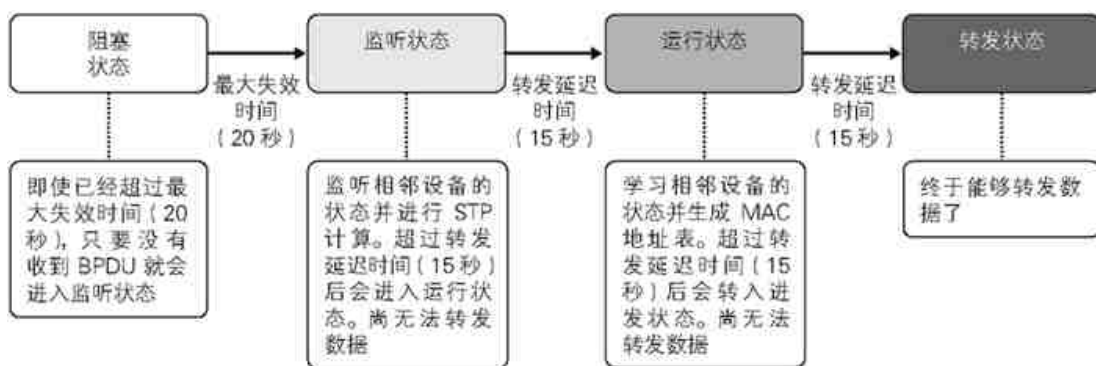 阻塞
状态
最大失效
时间
（20 秒）
监听状态
转发延迟
时间
（15 秒）
运行状态
转发延迟
时间
（15 秒）
转发状态
即使已经超过最
大失效时间（20
秒），只要没有
收到 BPDU 就会
进入监听状态
监听相邻设备的
状态并进行 STP
计算。超过转发
延迟时间（15 秒）
后会进入运行状
态。尚无法转发
数据
学习相邻设备的
状态并生成 MAC
地址表。超过转
发延迟时间（15
秒）后会转入进
发状态。尚无法
转发数据
终于能够转发数
据了